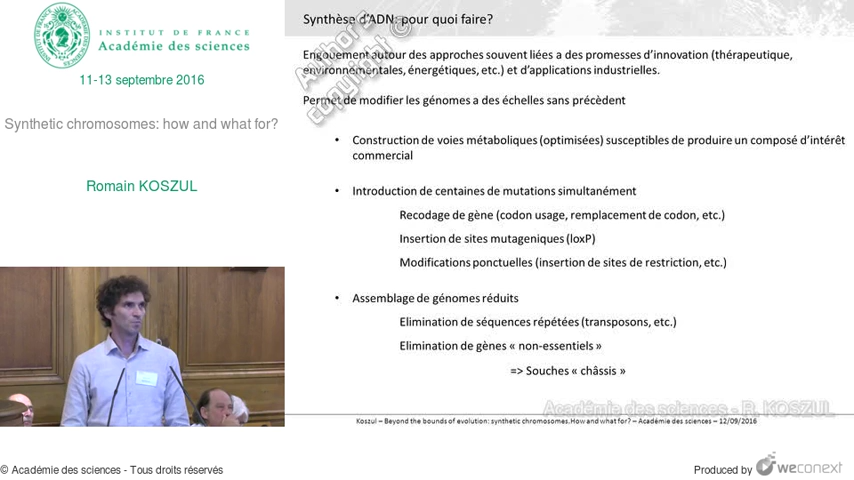 INSTITUT DE FRANCE
Académie des sciences
11-13 septembre 2016
Synthetic chromosomes: how and what for?
Romain KOSZUL
Synthèse d'ADN: pour quoi faire?
Author's
copyright ©
Engouement autour des approches souvent liées a des promesses d'innovation (thérapeutique,
environnementales, énergétiques, etc.) et d'applications industrielles.
Permet de modifier les génomes a des échelles sans précèdent
• Construction de voies métaboliques (optimisées) susceptibles de produire un composé d'intérêt
commercial
• Introduction de centaines de mutations simultanément
Recodage de gène (codon usage, remplacement de codon, etc.)
Insertion de sites mutageniques (loxP)
Modifications ponctuelles (insertion de sites de restriction, etc.)
• Assemblage de génomes réduits
Elimination de séquences répétées (transposons, etc.)
Elimination de gènes « non-essentiels »
=> Souches « châssis »
Académie des sciences - R. KOSZUL
Koszul – Beyond the bounds of evolution: synthetic chromosomes.How and what for? – Académie des sciences – 12/09/2016
© Académie des sciences - Tous droits réservés
Produced by weconext